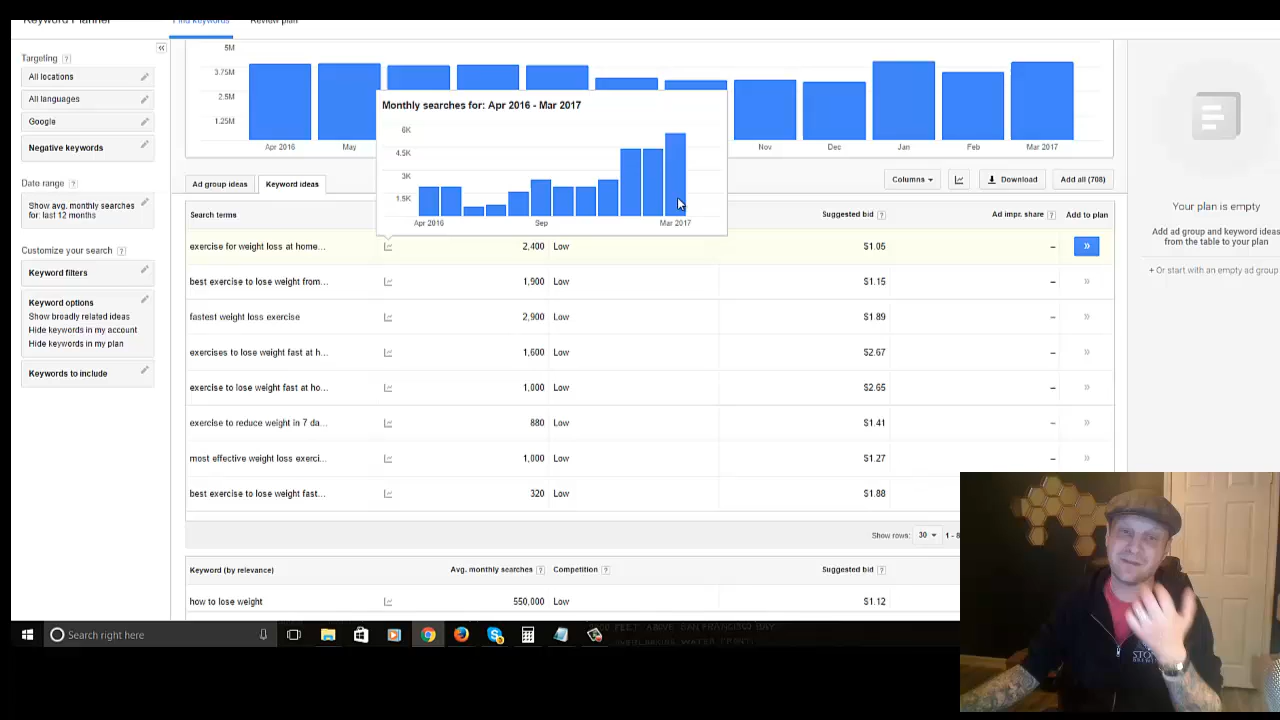 Keyword Planner
Find keywords
Review plan
Targeting ?
All locations
All languages
Google
Negative keywords
Date range ?
Show avg. monthly searches
for: last 12 months
Customize your search ?
Keyword filters
Keyword options
Show broadly related ideas
Hide keywords in my account
Hide keywords in my plan
Keywords to include
5M
3.75M
2.5M
1.25M
Apr 2016
May
Nov
Dec
Jan
Feb
Mar 2017
Monthly searches for: Apr 2016 - Mar 2017
6K
4.5K
3K
1.5K
Apr 2016
Sep
Mar 2017
Ad group ideas
Keyword ideas
Columns
Download
Add all (708)
Search terms
Suggested bid ?
Ad impr. share ?
Add to plan
exercise for weight loss at home... 2,400 Low $1.05 – »
best exercise to lose weight from... 1,900 Low $1.15 – »
fastest weight loss exercise 2,900 Low $1.89 – »
exercises to lose weight fast at h... 1,600 Low $2.67 – »
exercise to lose weight fast at ho... 1,000 Low $2.65 – »
exercise to reduce weight in 7 da... 880 Low $1.41 – »
most effective weight loss exerci... 1,000 Low $1.27 – »
best exercise to lose weight fast... 320 Low $1.88
Show rows: 30 1 - 8
Keyword (by relevance) Avg. monthly searches ? Competition ? Suggested bid ?
how to lose weight 550,000 Low $1.12
Your plan is empty
Add ad group and keyword ideas
from the table to your plan
+ Or start with an empty ad group
Search right here
FEET ABOVE SAN FRANCISCO BAY